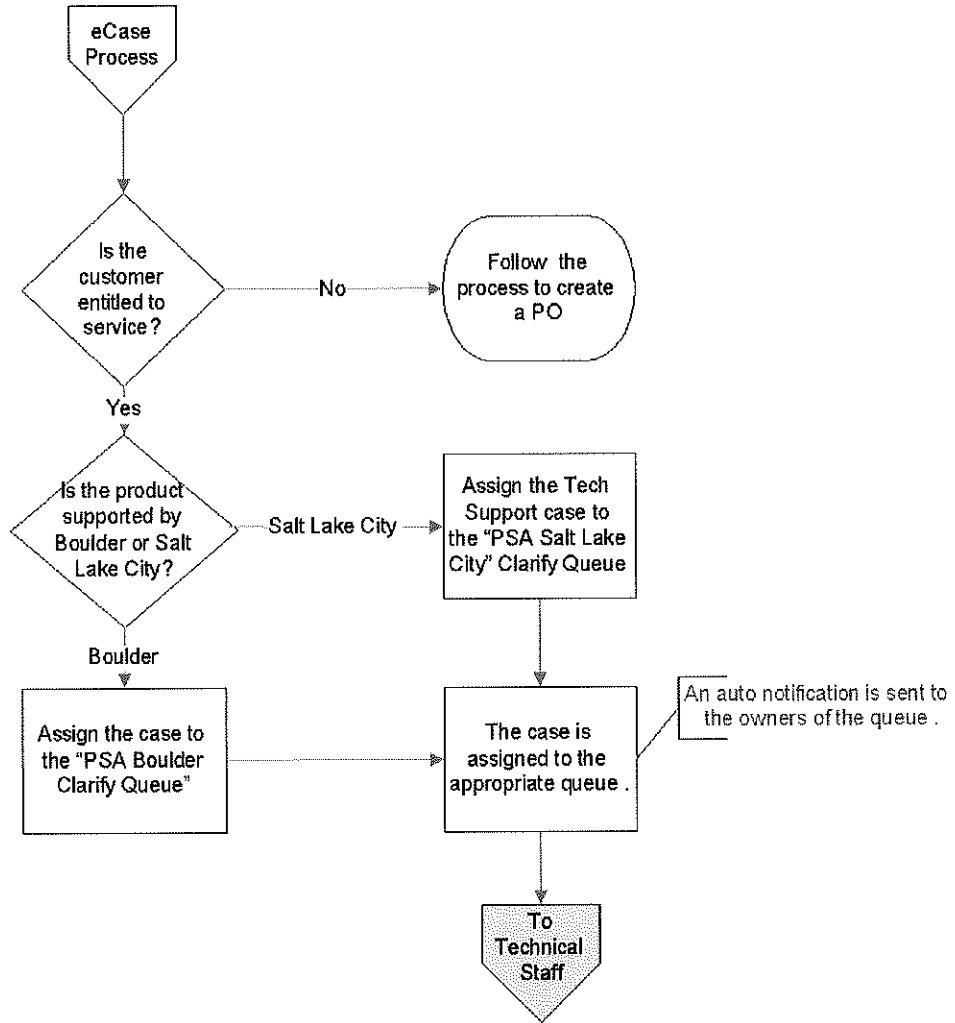 eCase
Process
Is the
customer
entitled to
service?
No
Follow the
process to create
a PO
Yes
Is the product
supported by
Boulder or Salt
Lake City?
Salt Lake City
Assign the Tech
Support case to
the “PSA Salt Lake
City” Clarify Queue
Boulder
Assign the case to
the “PSA Boulder
Clarify Queue”
The case is
assigned to the
appropriate queue .
An auto notification is sent to
the owners of the queue .
To
Technical
Staff